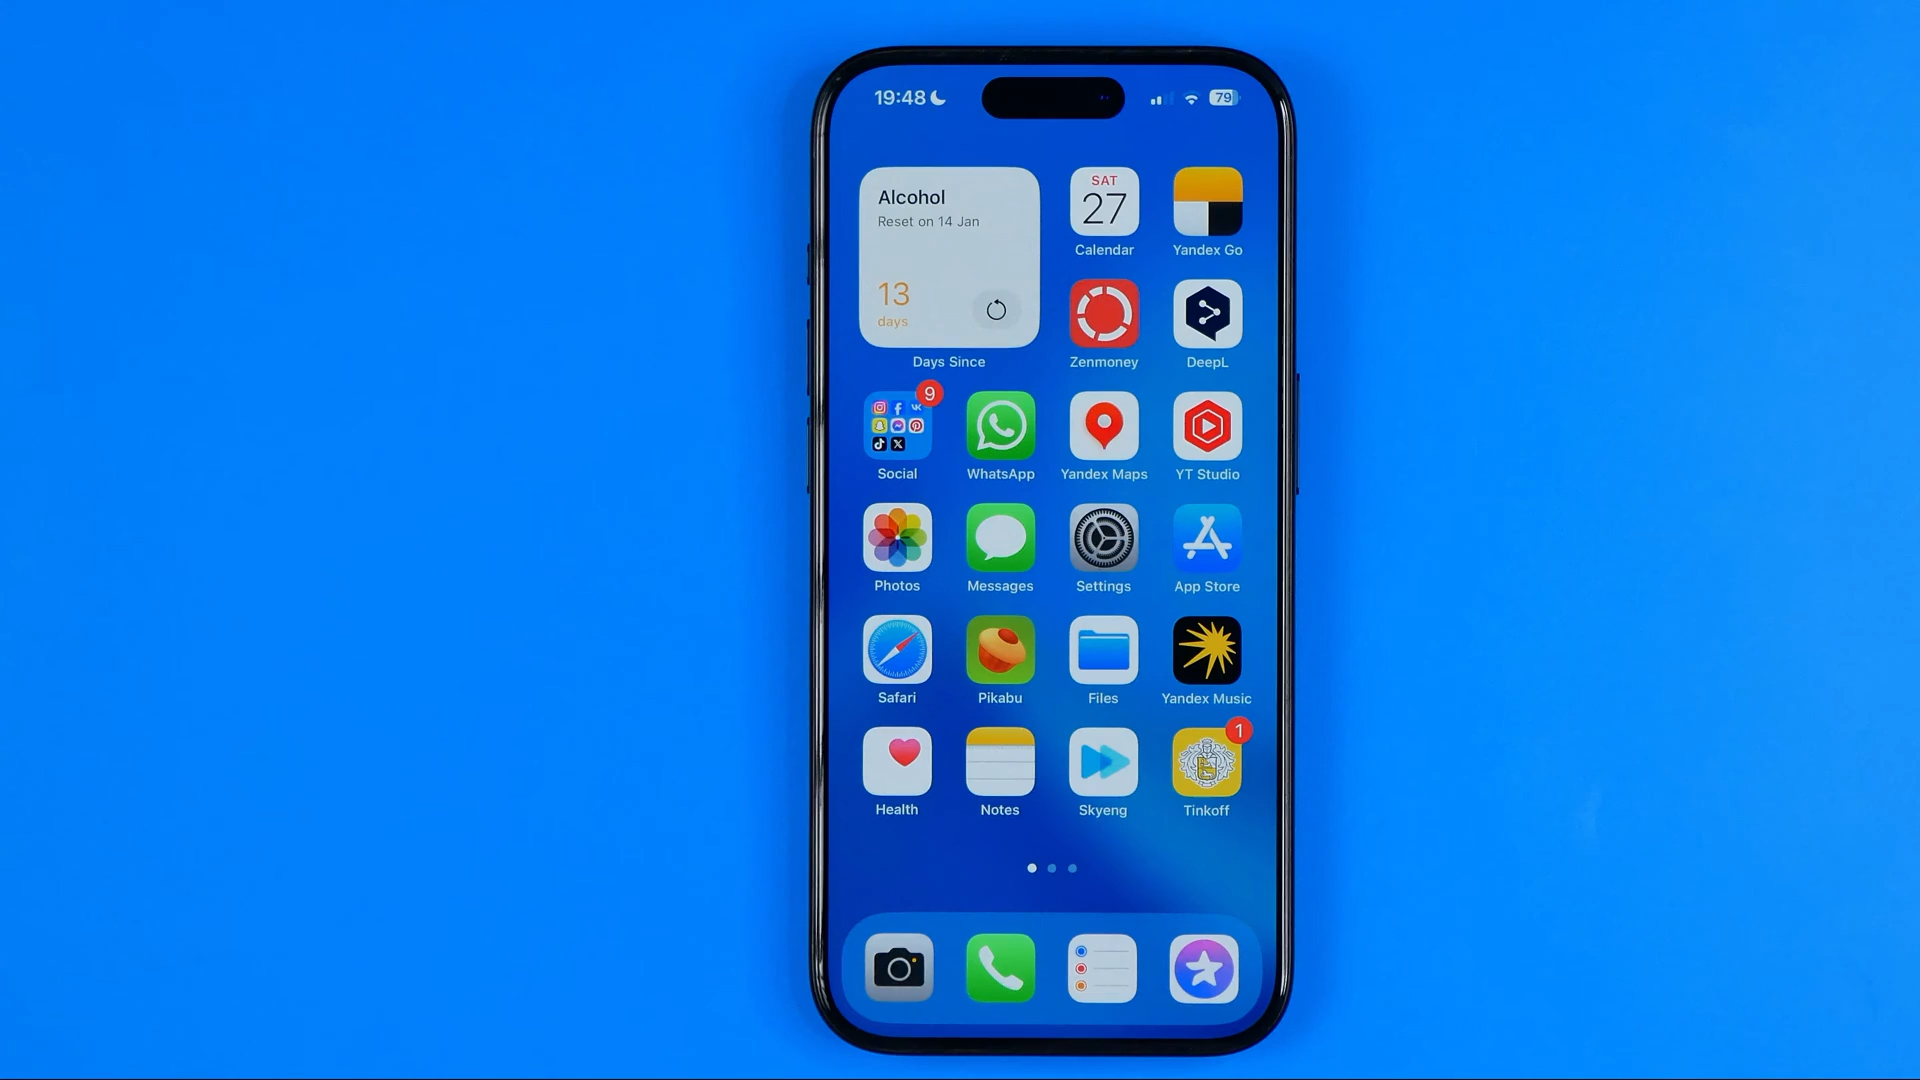 19:48
79
Alcohol
Reset on 14 Jan
13
days
Days Since
SAT
27
Calendar
Yandex Go
Zenmoney
DeepL
9
Social
WhatsApp
Yandex Maps
YT Studio
Photos
Messages
Settings
App Store
Safari
Pikabu
Files
Yandex Music
1
Health
Notes
Skyeng
Tinkoff